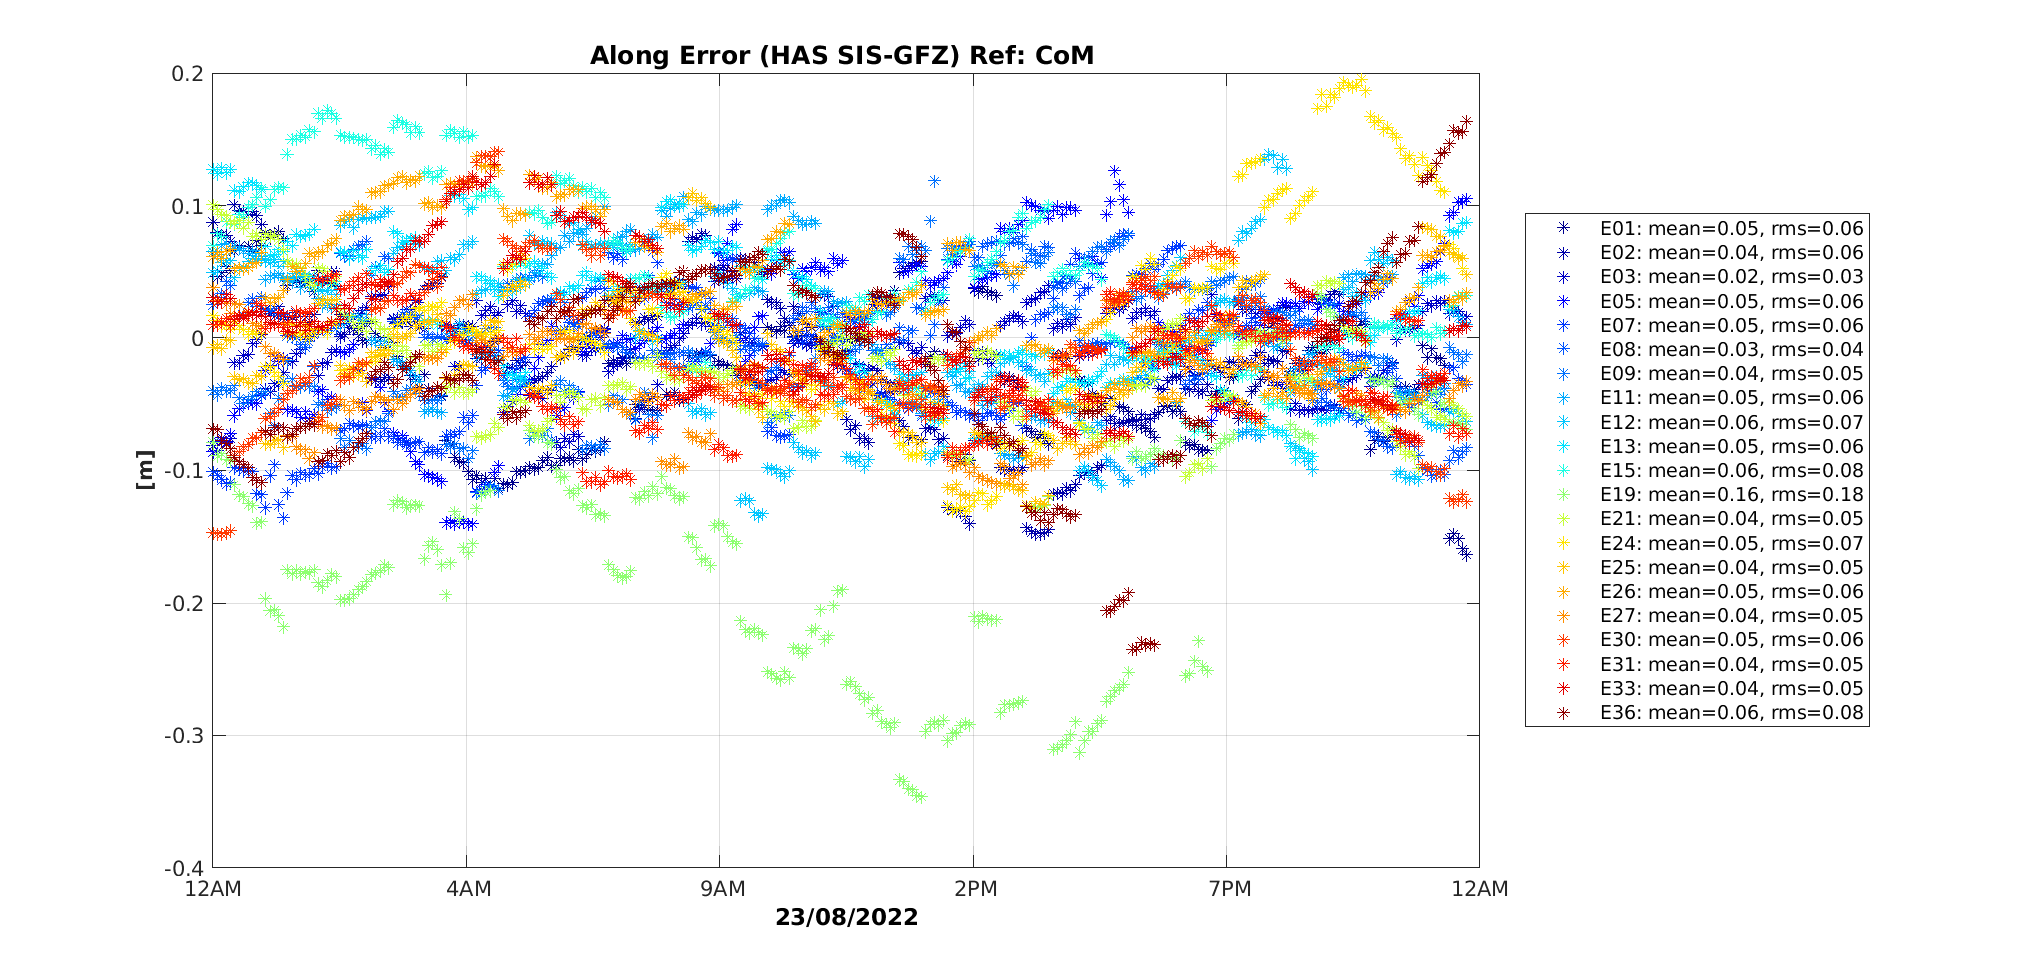 Along Error (HAS SIS-GFZ) Ref: CoM
[m]
0.2
0.1
0
-0.1
-0.2
-0.3
-0.4
12AM 4AM 9AM 2PM 7PM 12AM
23/08/2022
E01: mean=0.05, rms=0.06
E02: mean=0.04, rms=0.06
E03: mean=0.02, rms=0.03
E05: mean=0.05, rms=0.06
E07: mean=0.05, rms=0.06
E08: mean=0.03, rms=0.04
E09: mean=0.04, rms=0.05
E11: mean=0.05, rms=0.06
E12: mean=0.06, rms=0.07
E13: mean=0.05, rms=0.06
E15: mean=0.06, rms=0.08
E19: mean=0.16, rms=0.18
E21: mean=0.04, rms=0.05
E24: mean=0.05, rms=0.07
E25: mean=0.04, rms=0.05
E26: mean=0.05, rms=0.06
E27: mean=0.04, rms=0.05
E30: mean=0.05, rms=0.06
E31: mean=0.04, rms=0.05
E33: mean=0.04, rms=0.05
E36: mean=0.06, rms=0.08